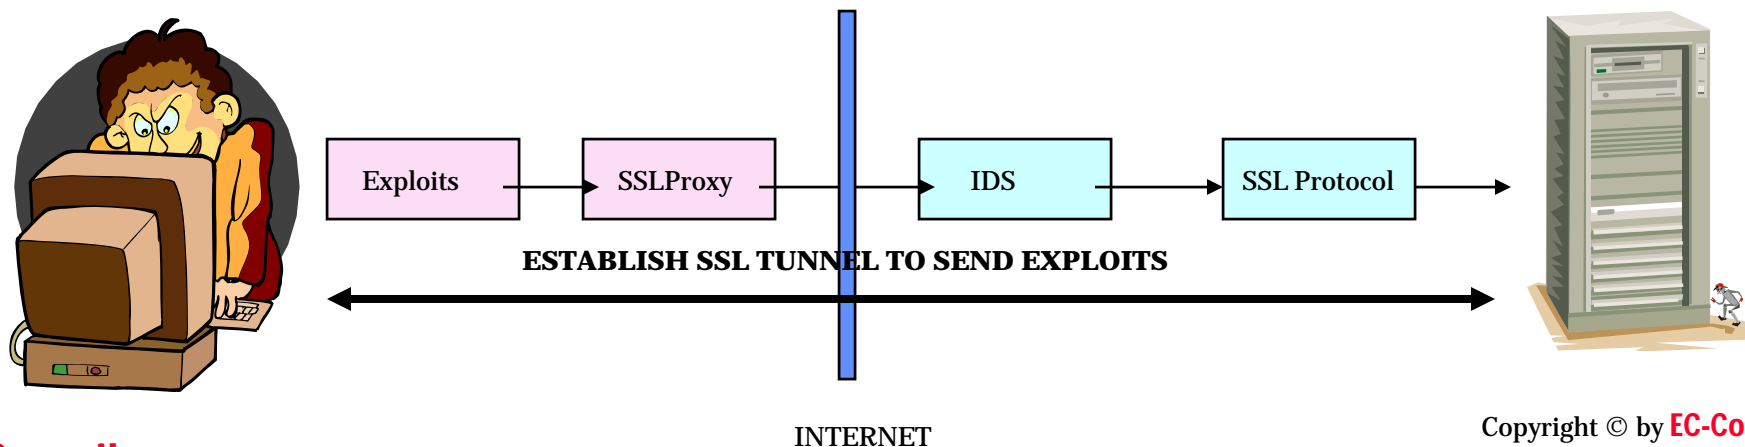 Exploits
SSLProxy
IDS
SSL Protocol
ESTABLISH SSL TUNNEL TO SEND EXPLOITS
INTERNET
Copyright © by EC-Co